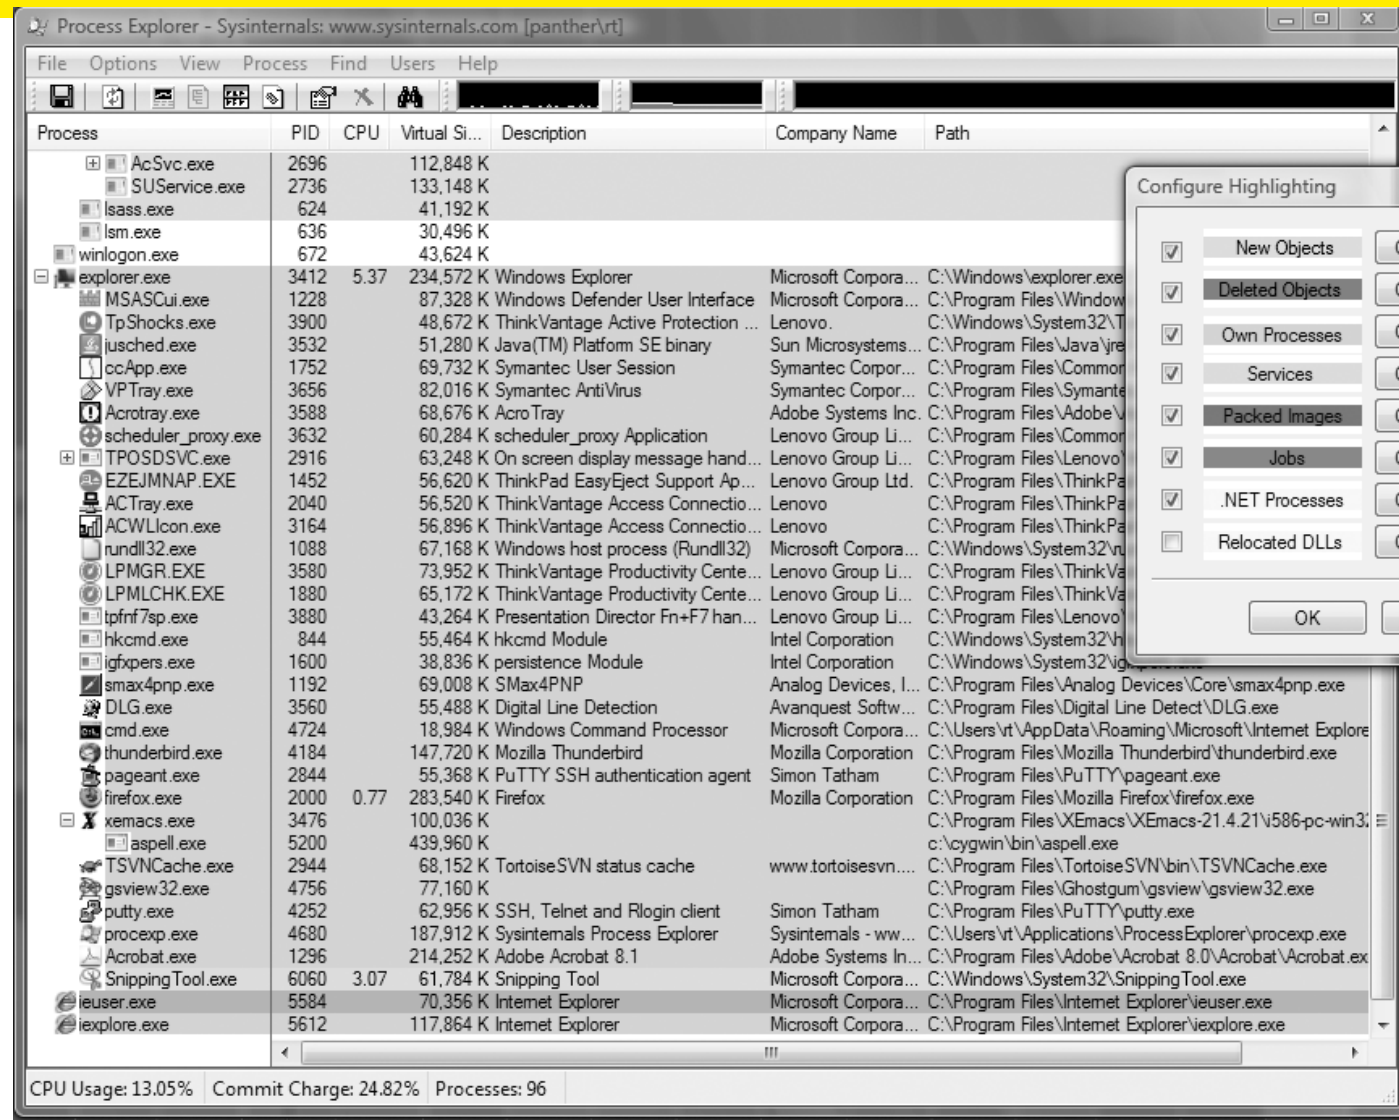 Process Explorer - Sysinternals: www.sysinternals.com [panther\rt]
File Options View Process Find Users Help
Process PID CPU Virtual Si... Description Company Name Path
AcSvc.exe 2696 112,848 K
SUService.exe 2736 133,148 K
lsass.exe 624 41,192 K
lsm.exe 636 30,496 K
winlogon.exe 672 43,624 K
explorer.exe 3412 5.37 234,572 K Windows Explorer Microsoft Corpora... C:\Windows\explorer.exe
MSASCui.exe 1228 87,328 K Windows Defender User Interface Microsoft Corpora... C:\Program Files\Window
TpShocks.exe 3900 48,672 K ThinkVantage Active Protection ... Lenovo. C:\Windows\System32\T
jusched.exe 3532 51,280 K Java(TM) Platform SE binary Sun Microsystems... C:\Program Files\Java\jre
ccApp.exe 1752 69,732 K Symantec User Session Symantec Corpor... C:\Program Files\Common
VPTray.exe 3656 82,016 K Symantec AntiVirus Symantec Corpor... C:\Program Files\Symante
Acrotray.exe 3588 68,676 K AcroTray Adobe Systems Inc. C:\Program Files\Adobe\
scheduler_proxy.exe 3632 60,284 K scheduler_proxy Application Lenovo Group Li... C:\Program Files\Common
TPOSDSVC.exe 2916 63,248 K On screen display message hand... Lenovo Group Li... C:\Program Files\Lenovo\
EZEJMNAP.EXE 1452 56,620 K ThinkPad EasyEject Support Ap... Lenovo Group Ltd. C:\Program Files\ThinkPa
ACTray.exe 2040 56,520 K ThinkVantage Access Connectio... Lenovo C:\Program Files\ThinkPa
ACWLIcon.exe 3164 56,896 K ThinkVantage Access Connectio... Lenovo C:\Program Files\ThinkPa
rundll32.exe 1088 67,168 K Windows host process (Rundll32) Microsoft Corpora... C:\Windows\System32\ru
LPMGR.EXE 3580 73,952 K ThinkVantage Productivity Cente... Lenovo Group Li... C:\Program Files\ThinkVa
LPMLCHK.EXE 1880 65,172 K ThinkVantage Productivity Cente... Lenovo Group Li... C:\Program Files\ThinkVa
tpfnf7sp.exe 3880 43,264 K Presentation Director Fn+F7 han... Lenovo Group Li... C:\Program Files\Lenovo\
hkcmd.exe 844 55,464 K hkcmd Module Intel Corporation C:\Windows\System32\h
igfxpers.exe 1600 38,836 K persistence Module Intel Corporation C:\Windows\System32\igfxpers.exe
smax4pnp.exe 1192 69,008 K SMax4PNP Analog Devices, I... C:\Program Files\Analog Devices\Core\smax4pnp.exe
DLG.exe 3560 55,488 K Digital Line Detection Avanquest Softw... C:\Program Files\Digital Line Detect\DLG.exe
cmd.exe 4724 18,984 K Windows Command Processor Microsoft Corpora... C:\Users\rt\AppData\Roaming\Microsoft\Internet Explore
thunderbird.exe 4184 147,720 K Mozilla Thunderbird Mozilla Corporation C:\Program Files\Mozilla Thunderbird\thunderbird.exe
pageant.exe 2844 55,368 K PuTTY SSH authentication agent Simon Tatham C:\Program Files\PuTTY\pageant.exe
firefox.exe 2000 0.77 283,540 K Firefox Mozilla Corporation C:\Program Files\Mozilla Firefox\firefox.exe
xemacs.exe 3476 100,036 K C:\Program Files\XEmacs\XEmacs-21.4.21\i586-pc-win32
aspell.exe 5200 439,960 K c:\cygwin\bin\aspell.exe
TSVNCache.exe 2944 68,152 K TortoiseSVN status cache www.tortoisesvn.... C:\Program Files\TortoiseSVN\bin\TSVNCache.exe
gsview32.exe 4756 77,160 K C:\Program Files\Ghostgum\gsview\gsview32.exe
putty.exe 4252 62,956 K SSH, Telnet and Rlogin client Simon Tatham C:\Program Files\PuTTY\putty.exe
procexp.exe 4680 187,912 K Sysinternals Process Explorer Sysinternals - ww... C:\Users\rt\Applications\ProcessExplorer\procexp.exe
Acrobat.exe 1296 214,252 K Adobe Acrobat 8.1 Adobe Systems In... C:\Program Files\Adobe\Acrobat 8.0\Acrobat\Acrobat.ex
SnippingTool.exe 6060 3.07 61,784 K Snipping Tool Microsoft Corpora... C:\Windows\System32\SnippingTool.exe
ieuser.exe 5584 70,356 K Internet Explorer Microsoft Corpora... C:\Program Files\Internet Explorer\ieuser.exe
iexplore.exe 5612 117,864 K Internet Explorer Microsoft Corpora... C:\Program Files\Internet Explorer\iexplore.exe
CPU Usage: 13.05% Commit Charge: 24.82% Processes: 96
Configure Highlighting
New Objects
Deleted Objects
Own Processes
Services
Packed Images
Jobs
.NET Processes
Relocated DLLs
OK